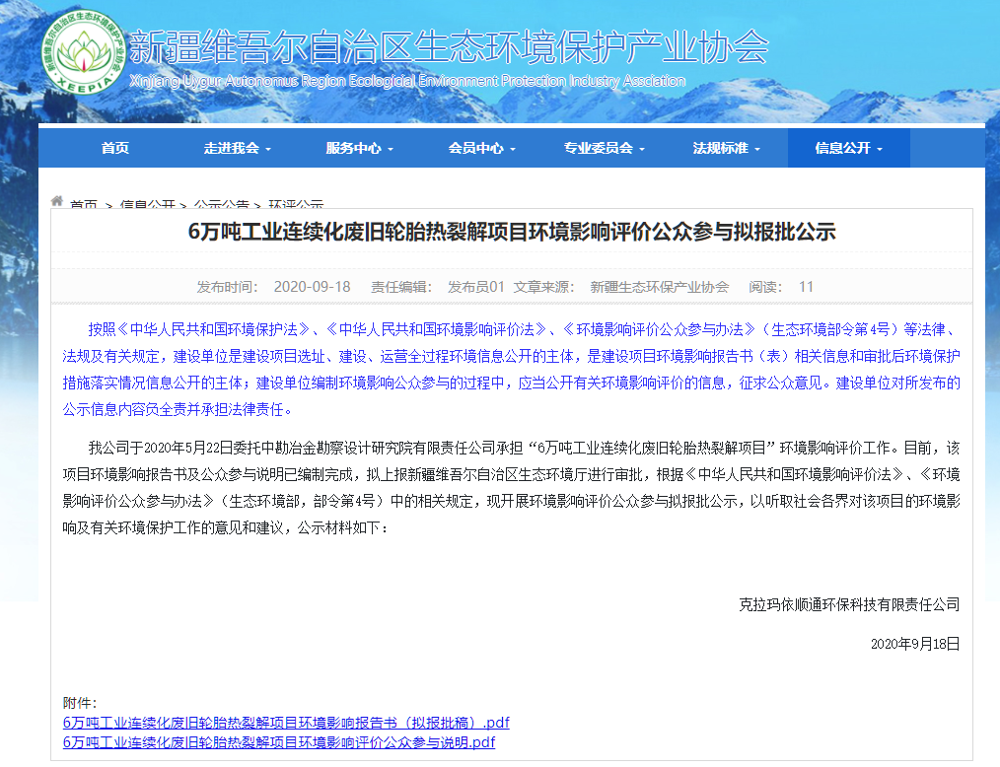 新疆维吾尔自治区生态环境保护产业协会
Xinjiang Uygur Autonomus Region Ecologicial Environment Protection Industry Assdiation
XEEPIA
首页 走进我会 服务中心 会员中心 专业委员会 法规标准 信息公开
首页 > 信息公开 > 公示公告 > 环评公示
6万吨工业连续化废旧轮胎热裂解项目环境影响评价公众参与拟报批公示
发布时间： 2020-09-18 责任编辑： 发布员01 文章来源： 新疆生态环保产业协会 阅读： 11
按照《中华人民共和国环境保护法》、《中华人民共和国环境影响评价法》、《环境影响评价公众参与办法》（生态环境部令第4号）等法律、
法规及有关规定，建设单位是建设项目选址、建设、运营全过程环境信息公开的主体，是建设项目环境影响报告书（表）相关信息和审批后环境保护
措施落实情况信息公开的主体；建设单位编制环境影响公众参与的过程中，应当公开有关环境影响评价的信息，征求公众意见。建设单位对所发布的
公示信息内容负全责并承担法律责任。
我公司于2020年5月22日委托中勘冶金勘察设计研究院有限责任公司承担“6万吨工业连续化废旧轮胎热裂解项目”环境影响评价工作。目前，该
项目环境影响报告书及公众参与说明已编制完成，拟上报新疆维吾尔自治区生态环境厅进行审批，根据《中华人民共和国环境影响评价法》、《环境
影响评价公众参与办法》（生态环境部，部令第4号）中的相关规定，现开展环境影响评价公众参与拟报批公示，以听取社会各界对该项目的环境影
响及有关环境保护工作的意见和建议，公示材料如下：
克拉玛依顺通环保科技有限责任公司
2020年9月18日
附件：
6万吨工业连续化废旧轮胎热裂解项目环境影响报告书（拟报批稿）.pdf
6万吨工业连续化废旧轮胎热裂解项目环境影响评价公众参与说明.pdf